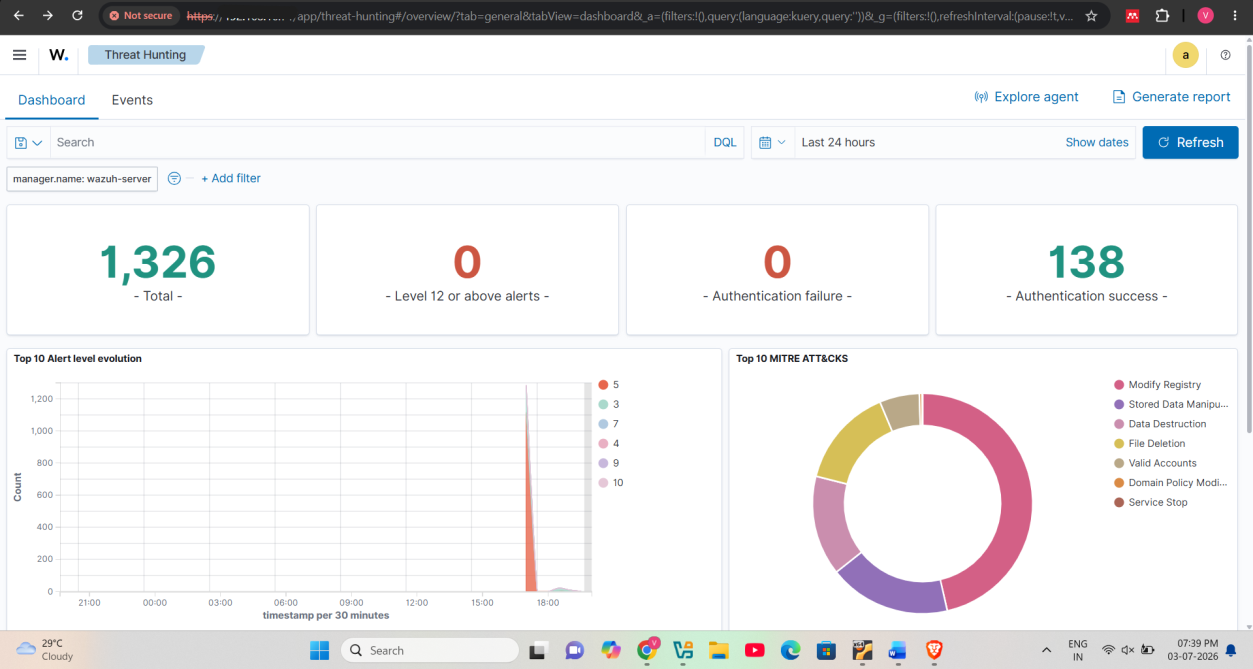 Not secure
https:
/app/threat-hunting#/overview/?tab=general&tabView=dashboard&_a=(filters:!(),query:(language:kuery,query:''))&_g=(filters:!(),refreshInterval:(pause:!t,v...
V
W.
Threat Hunting
a
Dashboard
Events
Explore agent
Generate report
Search
DQL
Last 24 hours
Show dates
Refresh
manager.name: wazuh-server
+ Add filter
1,326
- Total -
0
- Level 12 or above alerts -
0
- Authentication failure -
138
- Authentication success -
Top 10 Alert level evolution
1,200
1,000
800
600
400
200
0
Count
21:00
00:00
03:00
06:00
09:00
12:00
15:00
18:00
timestamp per 30 minutes
5
3
7
4
9
10
Top 10 MITRE ATT&CKS
Modify Registry
Stored Data Manipu...
Data Destruction
File Deletion
Valid Accounts
Domain Policy Modi...
Service Stop
29°C
Cloudy
Search
V
ENG
IN
07:39 PM
03-07-2026